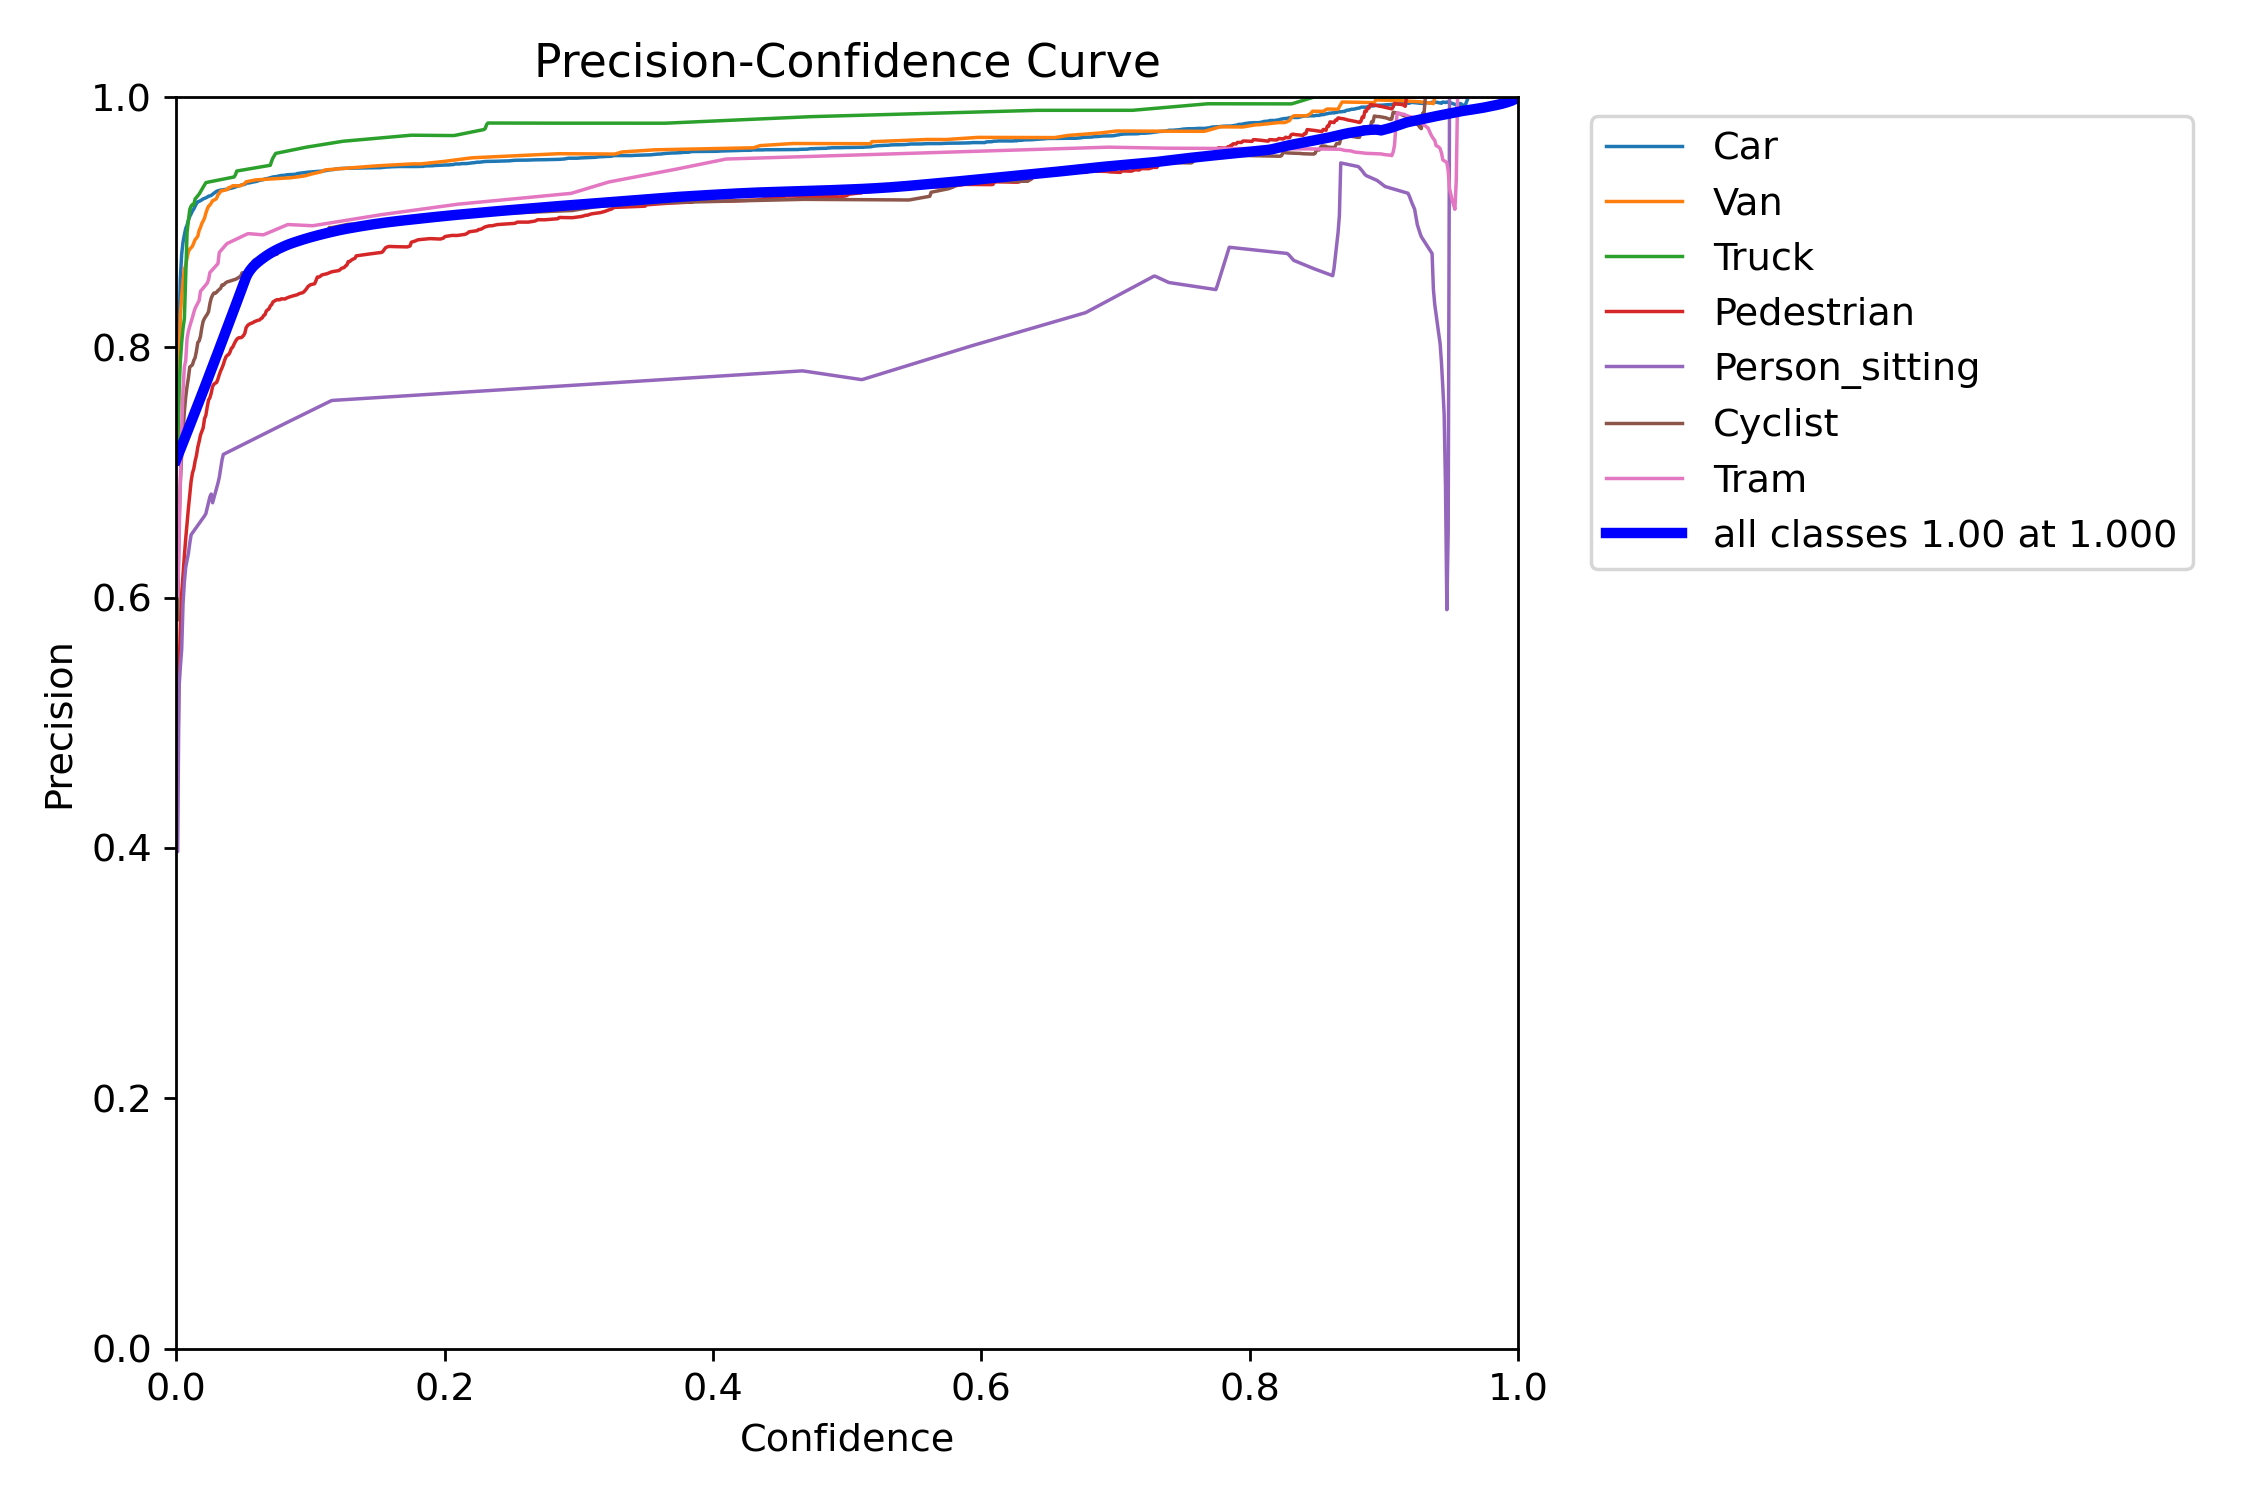 Precision-Confidence Curve
1.0
0.8
0.6
0.4
0.2
0.0
Precision
0.0 0.2 0.4 0.6 0.8 1.0
Confidence
Car
Van
Truck
Pedestrian
Person_sitting
Cyclist
Tram
all classes 1.00 at 1.000